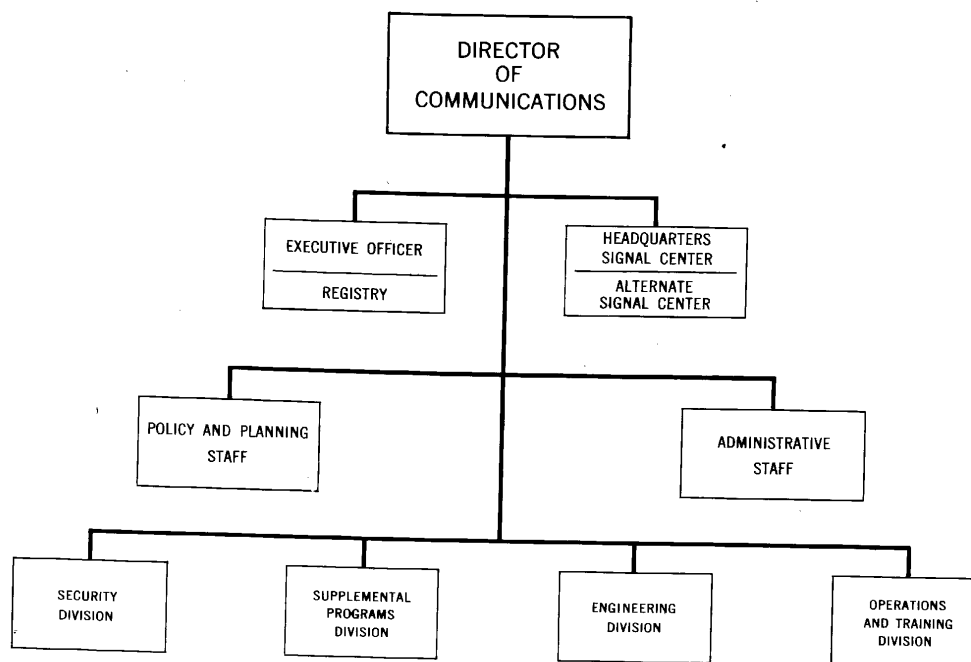 DIRECTOR
OF
COMMUNICATIONS
EXECUTIVE OFFICER
REGISTRY
HEADQUARTERS
SIGNAL CENTER
ALTERNATE
SIGNAL CENTER
POLICY AND PLANNING
STAFF
ADMINISTRATIVE
STAFF
SECURITY
DIVISION
SUPPLEMENTAL
PROGRAMS
DIVISION
ENGINEERING
DIVISION
OPERATIONS
AND TRAINING
DIVISION